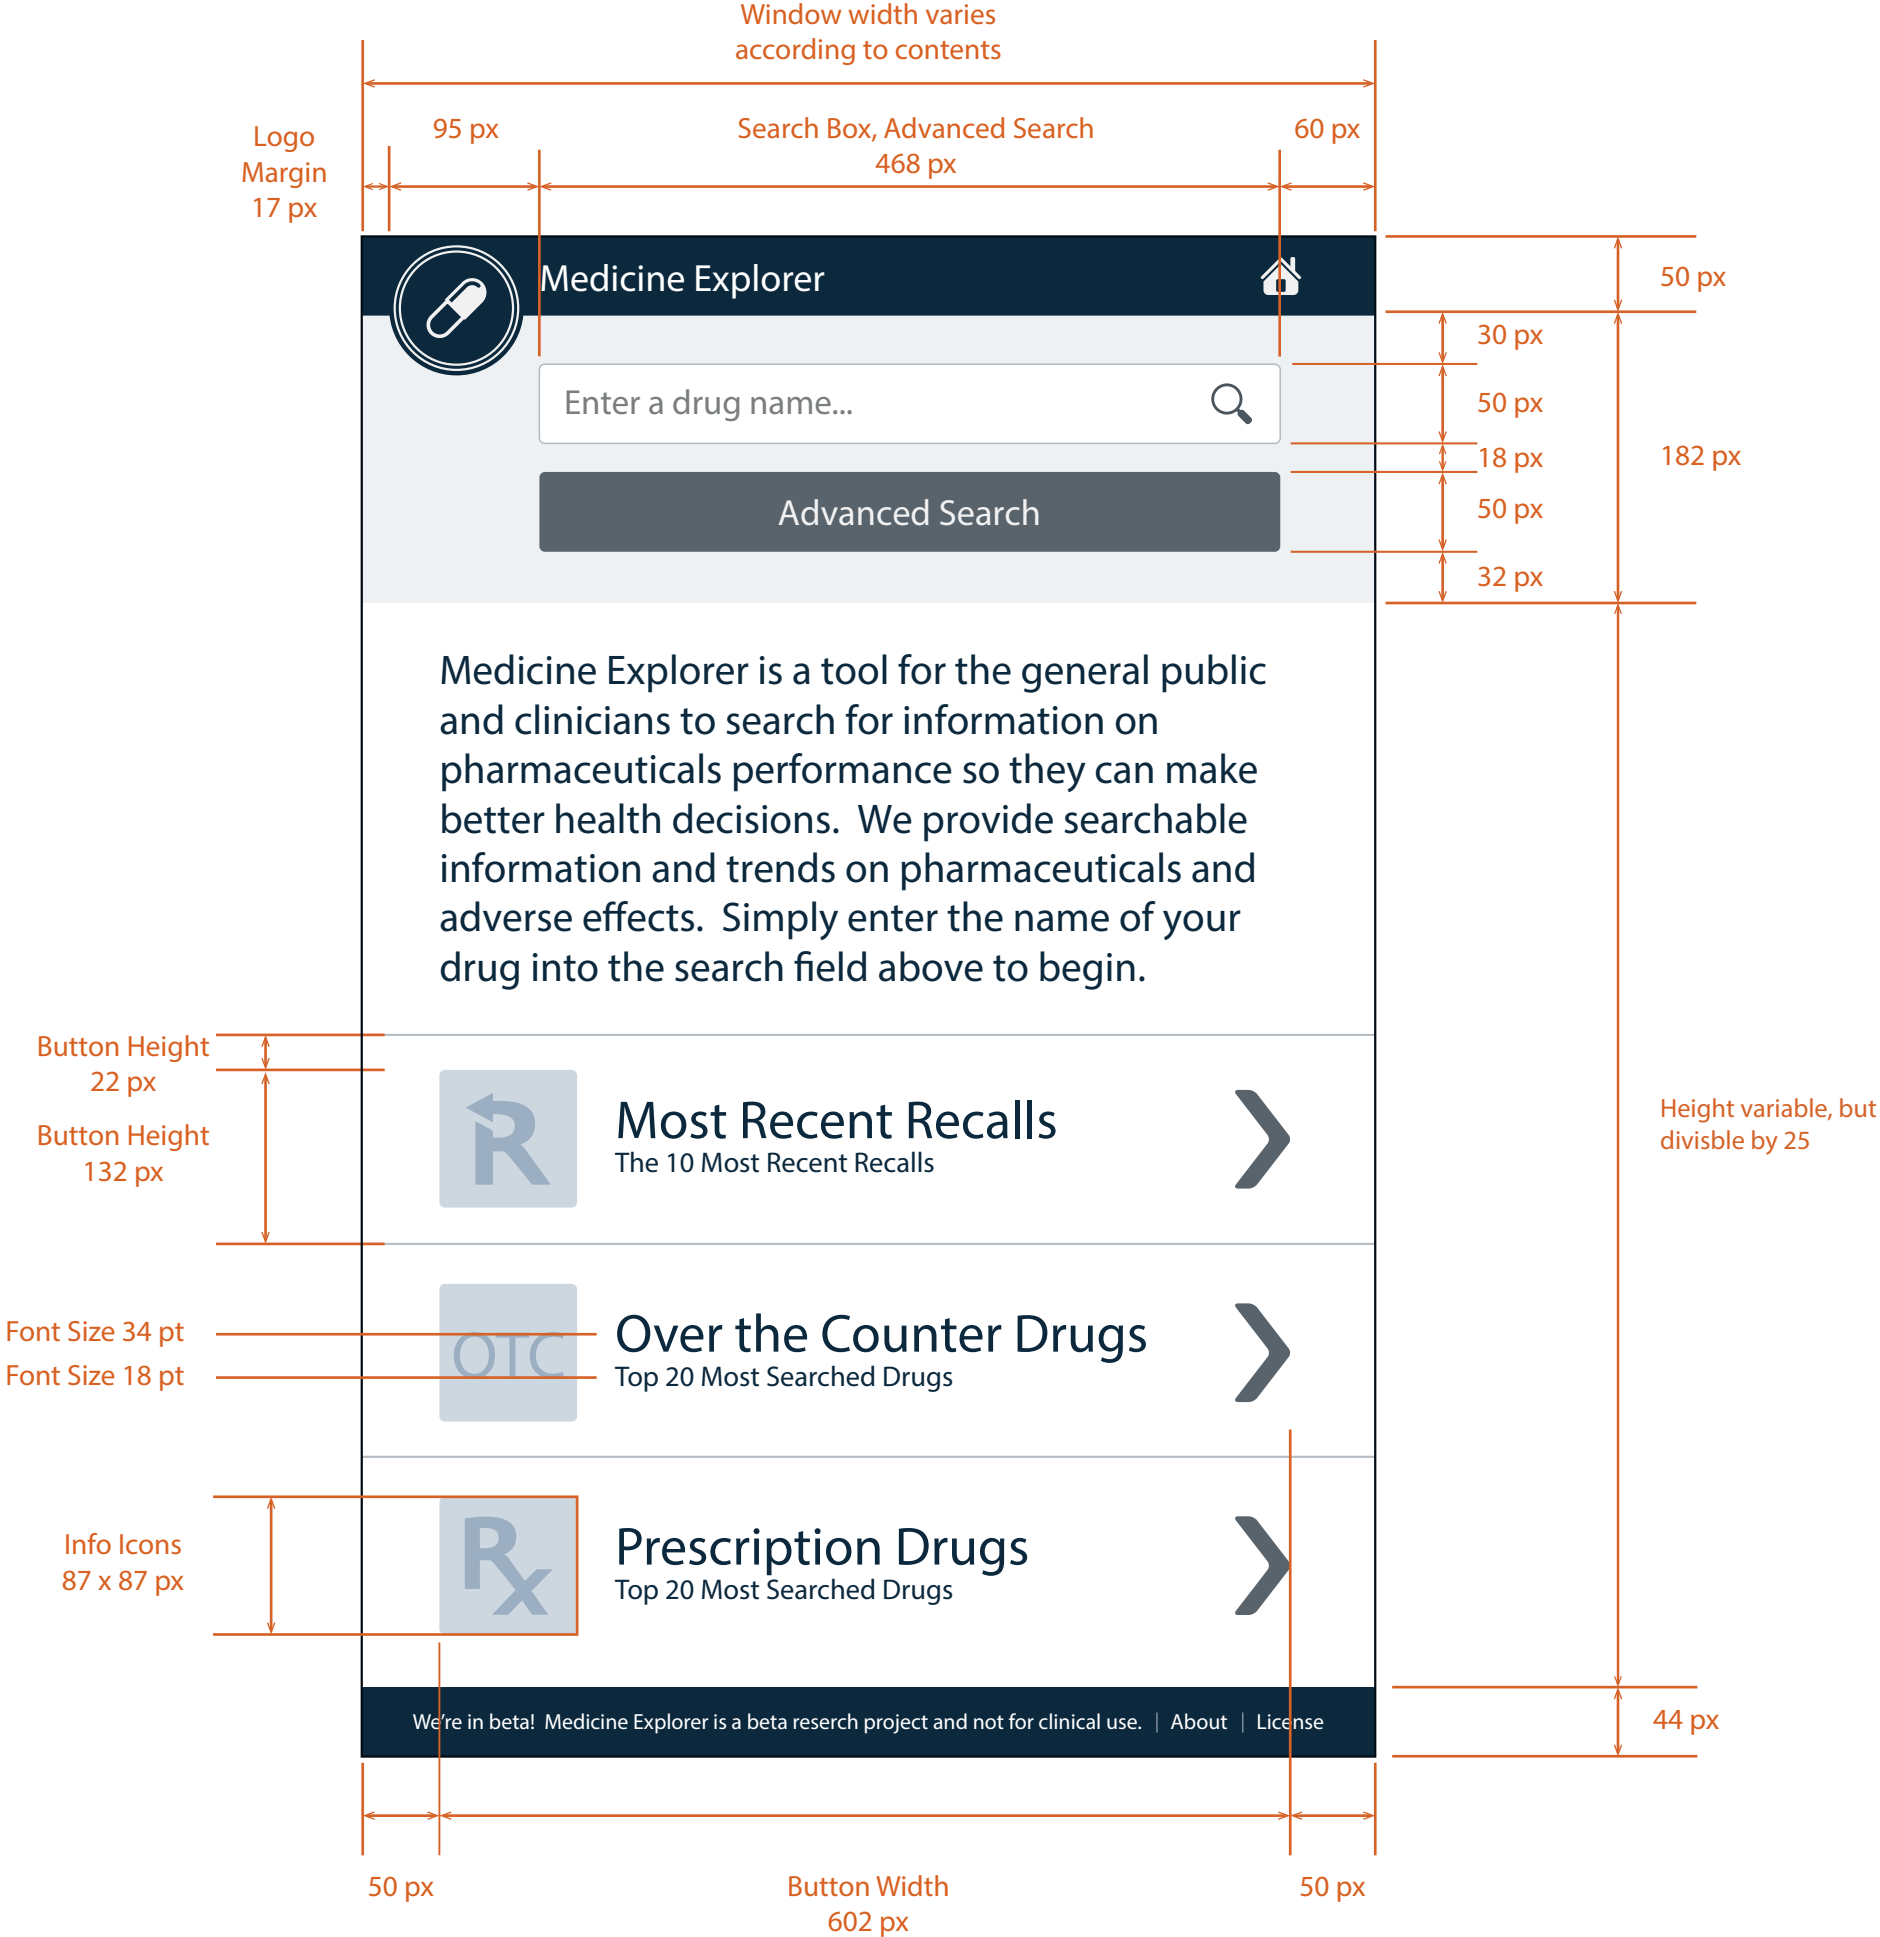 Window width varies
according to contents
Logo
Margin
17 px
95 px
Search Box, Advanced Search
468 px
60 px
Medicine Explorer
50 px
30 px
Enter a drug name...
50 px
18 px
182 px
Advanced Search
50 px
32 px
Medicine Explorer is a tool for the general public
and clinicians to search for information on
pharmaceuticals performance so they can make
better health decisions.  We provide searchable
information and trends on pharmaceuticals and
adverse effects.  Simply enter the name of your
drug into the search field above to begin.
Button Height
22 px
Button Height
132 px
R
Most Recent Recalls
The 10 Most Recent Recalls
Height variable, but
divisble by 25
Font Size 34 pt
Font Size 18 pt
OTC
Over the Counter Drugs
Top 20 Most Searched Drugs
Info Icons
87 x 87 px
Rx
Prescription Drugs
Top 20 Most Searched Drugs
We're in beta!  Medicine Explorer is a beta reserch project and not for clinical use.  |  About  |  License
44 px
50 px
Button Width
602 px
50 px